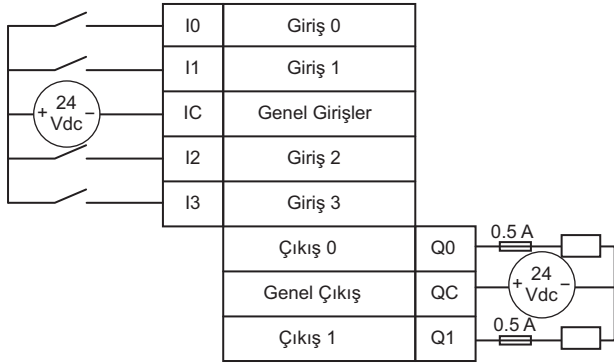 I0 Giriş 0
I1 Giriş 1
+ 24 Vdc − IC Genel Girişler
I2 Giriş 2
I3 Giriş 3
Çıkış 0 Q0 0.5 A
Genel Çıkış QC + 24 Vdc −
Çıkış 1 Q1 0.5 A